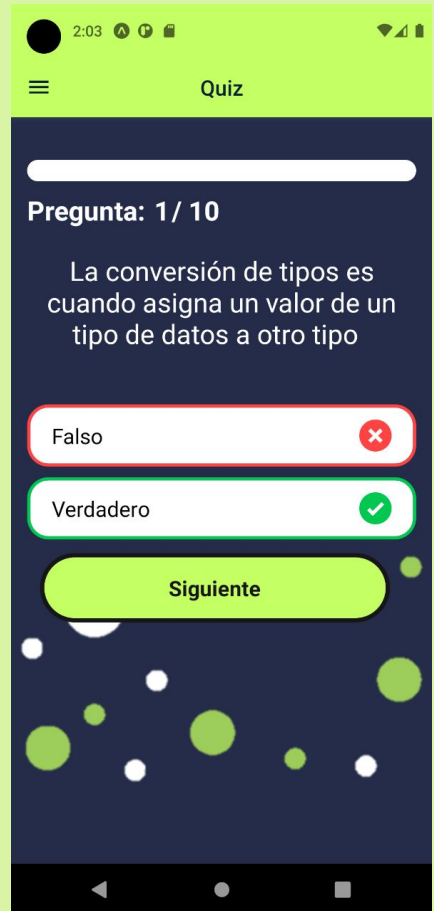 2:03
Quiz
Pregunta: 1/ 10
La conversión de tipos es
cuando asigna un valor de un
tipo de datos a otro tipo
Falso
Verdadero
Siguiente